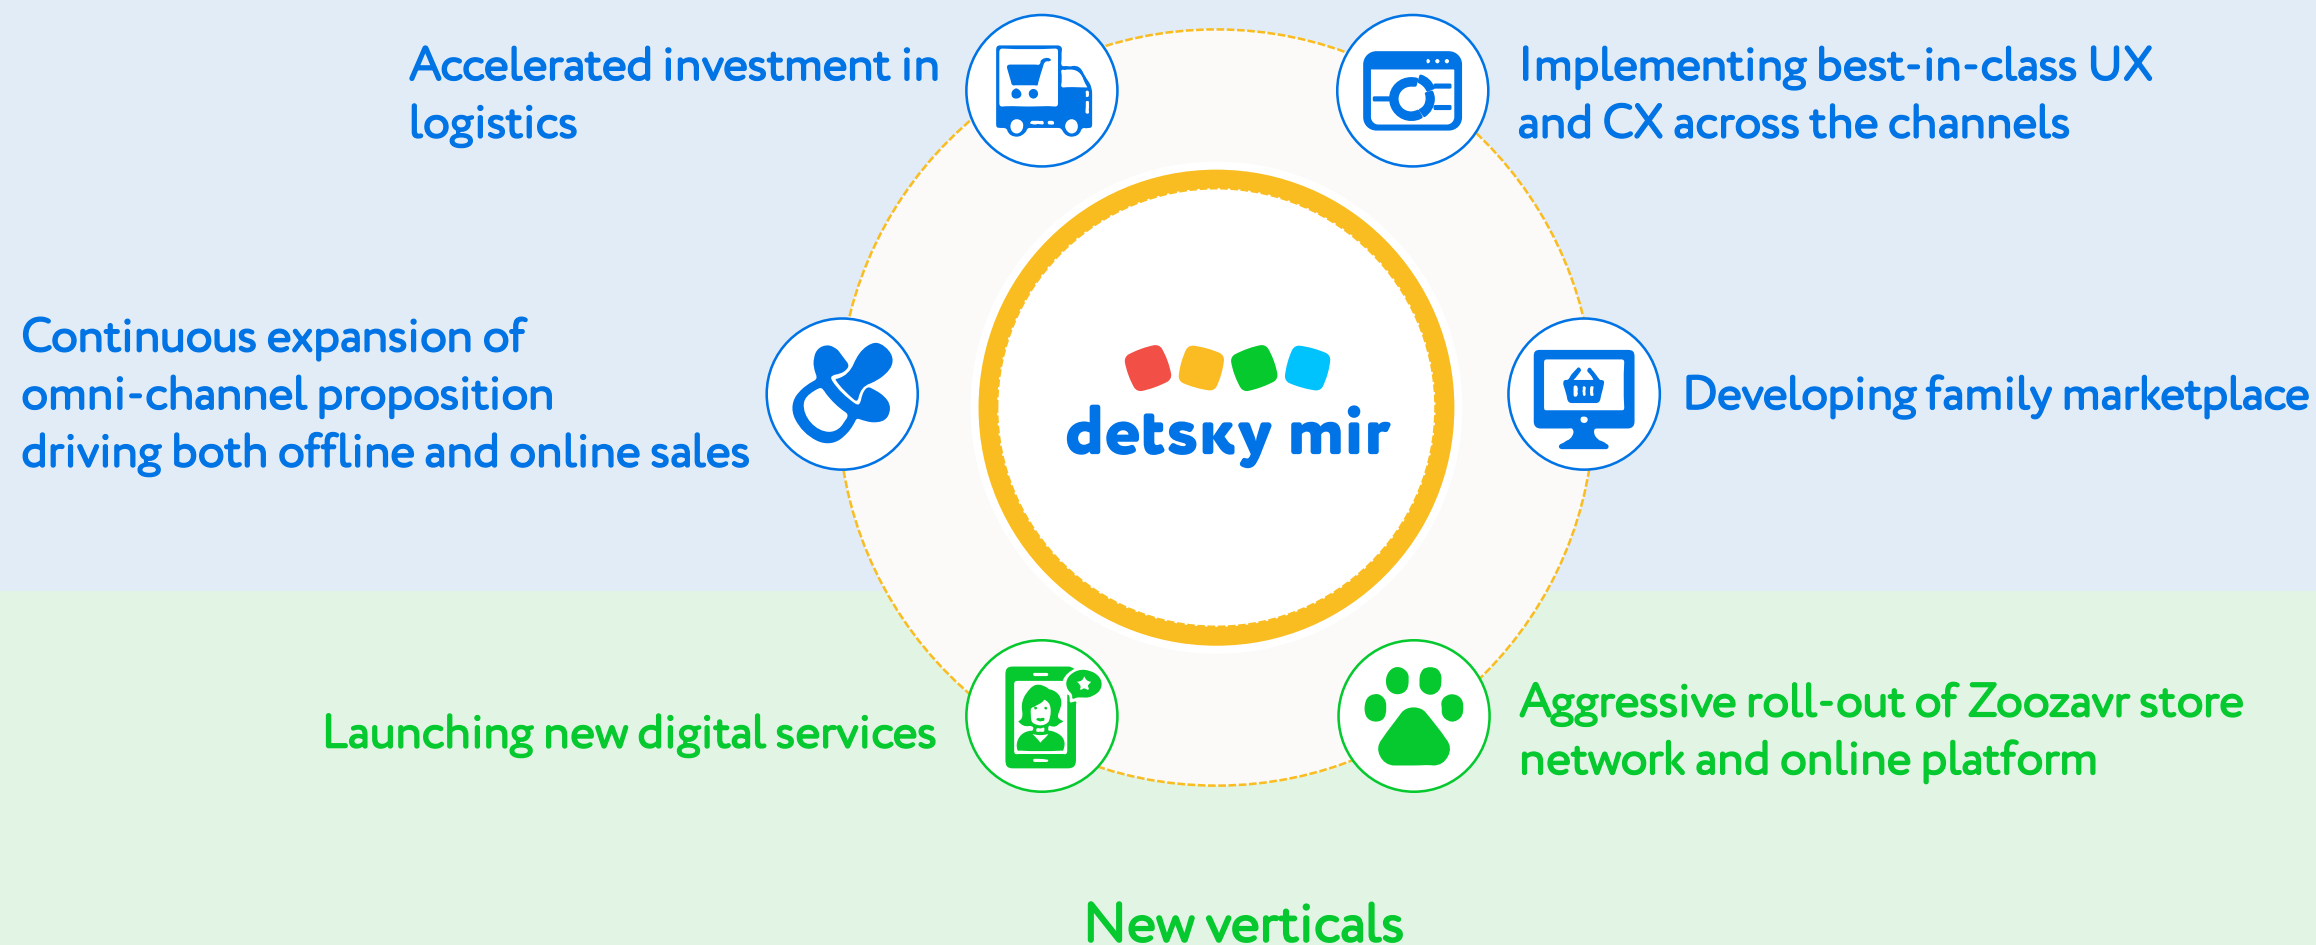 Accelerated investment in
logistics
Implementing best-in-class UX
and CX across the channels
Continuous expansion of
omni-channel proposition
driving both offline and online sales
detsky mir
Developing family marketplace
Launching new digital services
Aggressive roll-out of Zoozavr store
network and online platform
New verticals